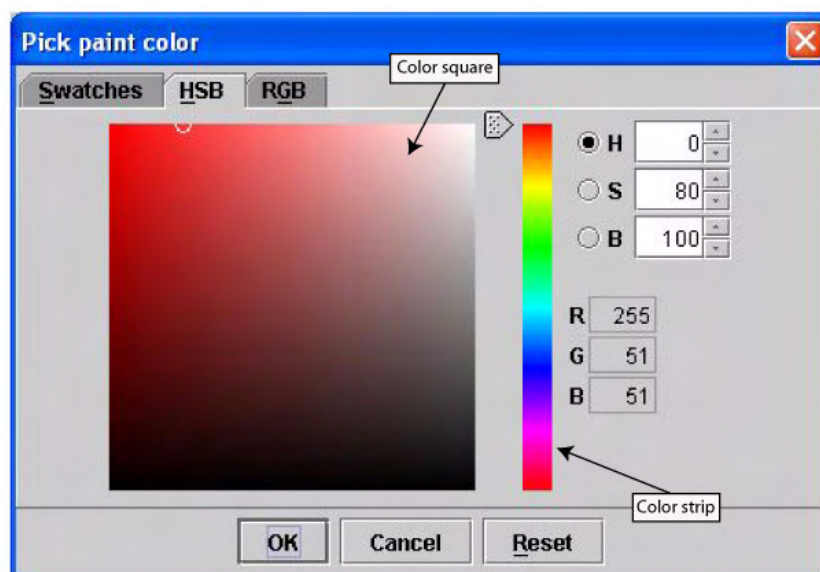 Pick paint color
Color square
Swatches HSB RGB
H 0
S 80
B 100
R 255
G 51
B 51
Color strip
OK Cancel Reset